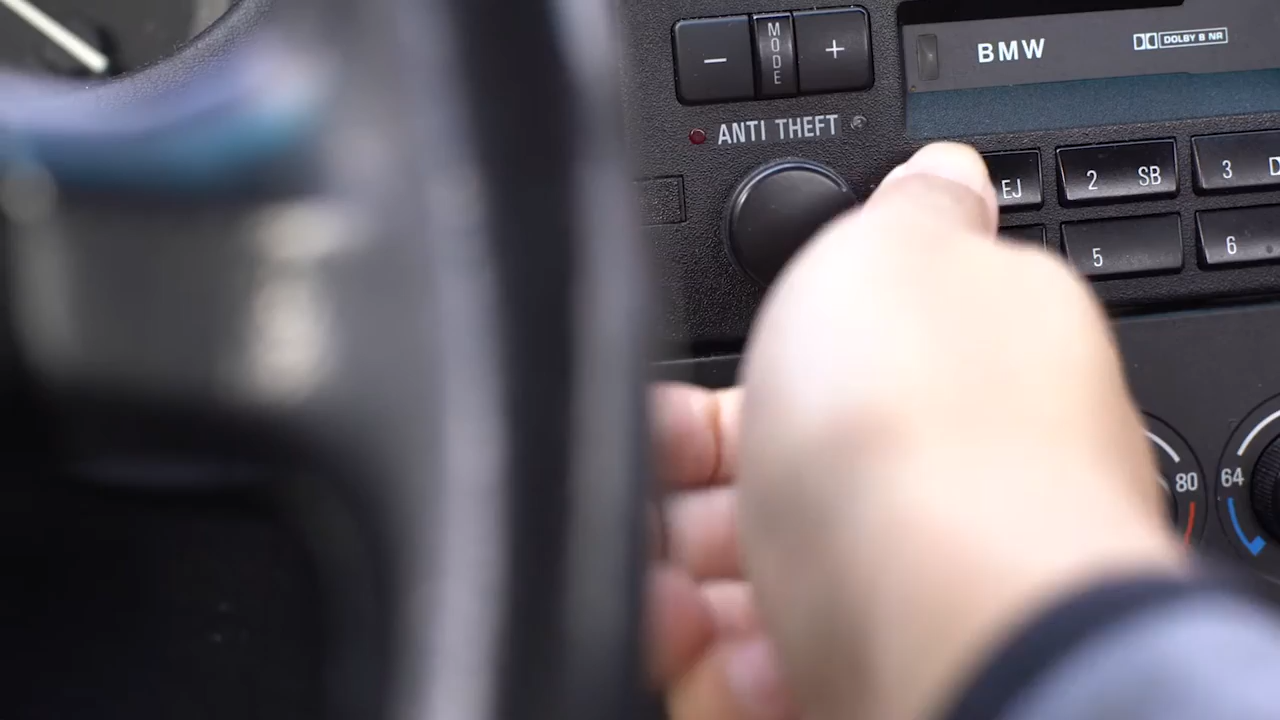 − MODE +
BMW
DOLBY B NR
ANTI THEFT
EJ 2 SB 3 D
5 6
80 64